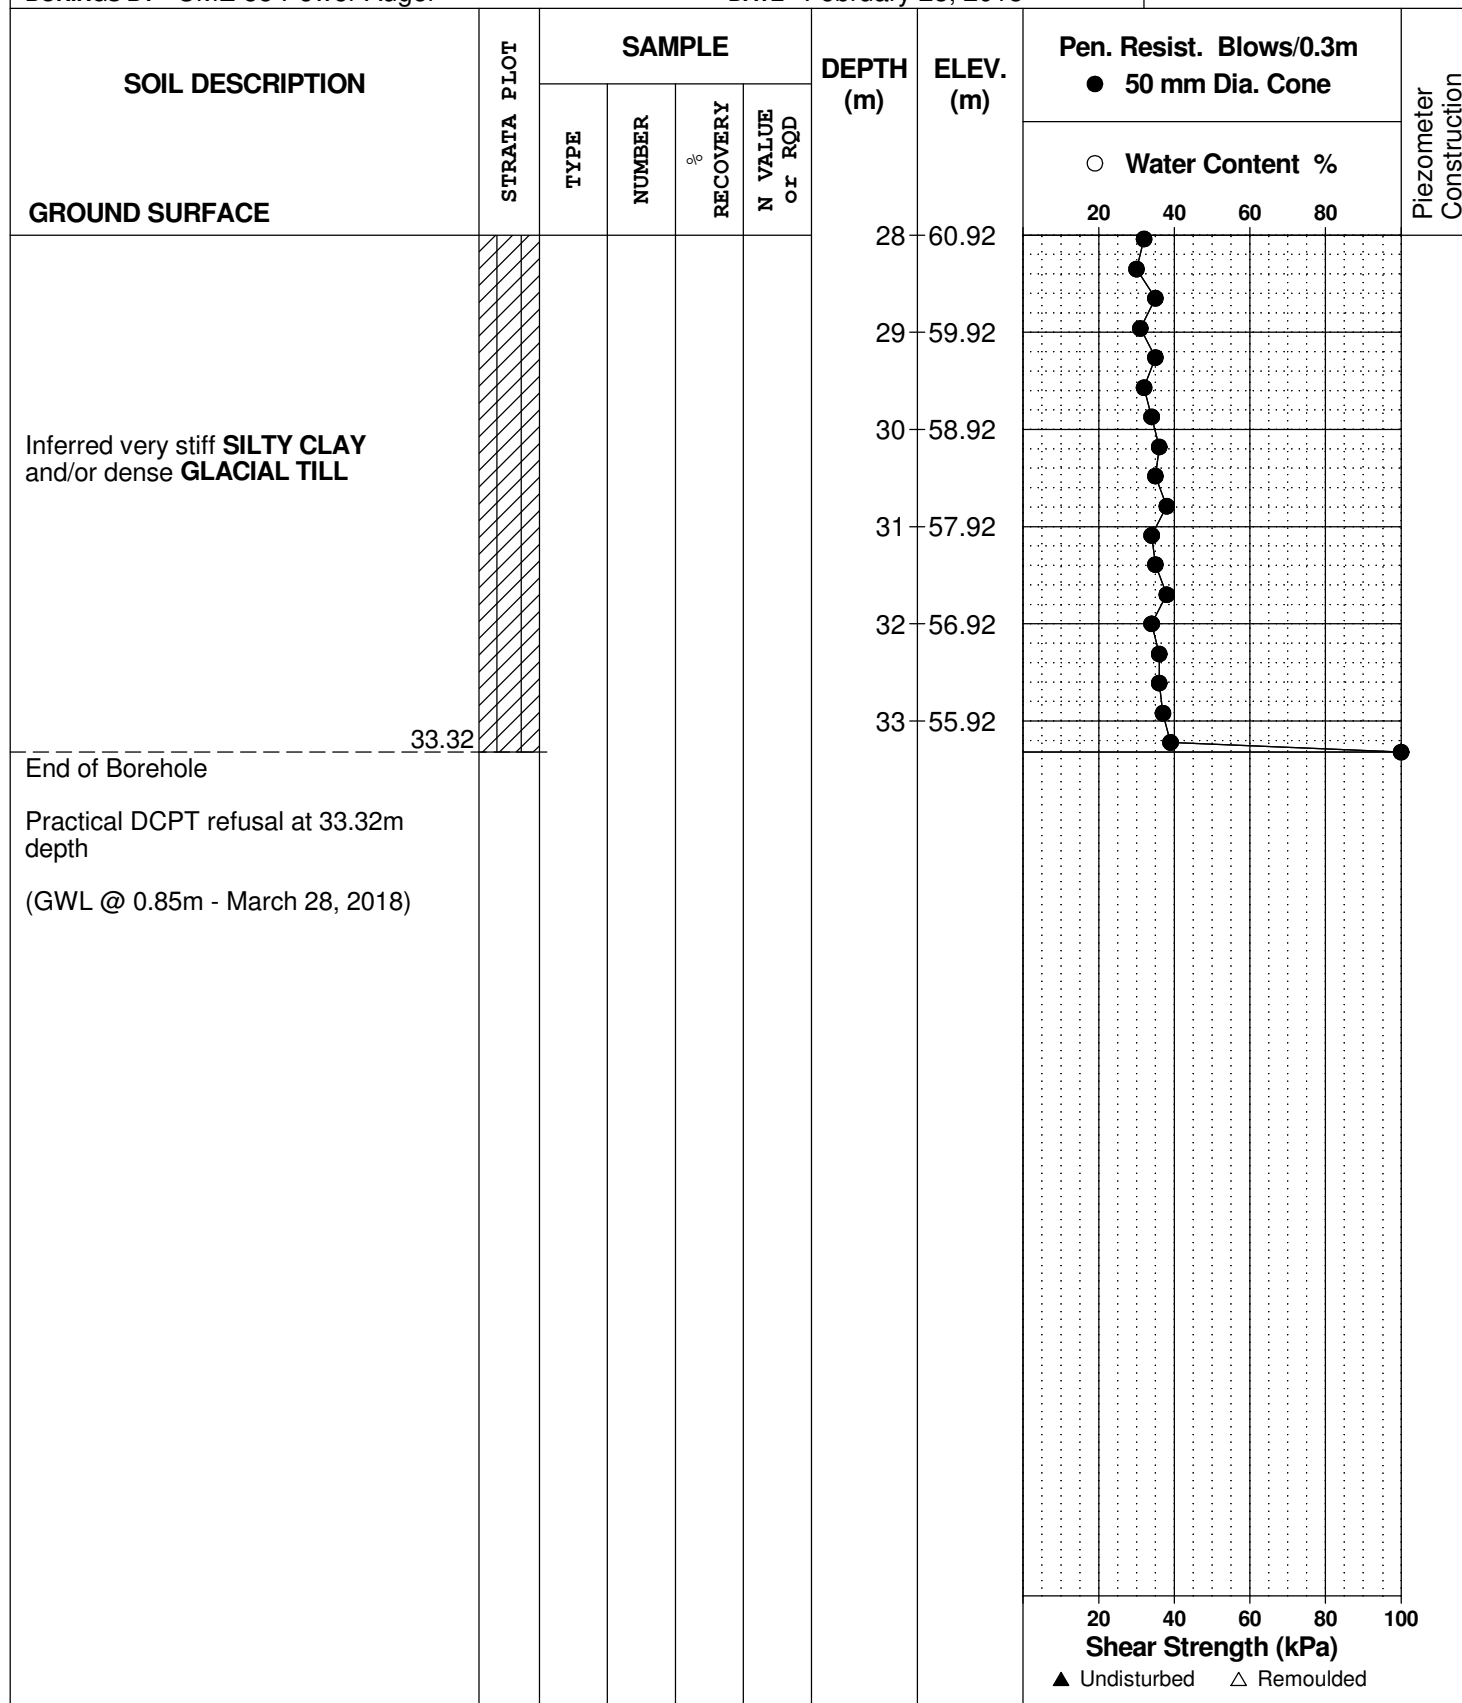 SOIL DESCRIPTION
GROUND SURFACE
STRATA PLOT
SAMPLE
TYPE
NUMBER
%
RECOVERY
N VALUE
or RQD
DEPTH
(m)
ELEV.
(m)
Pen. Resist. Blows/0.3m
● 50 mm Dia. Cone
○ Water Content %
20 40 60 80
Piezometer
Construction
28 60.92
29 59.92
30 58.92
31 57.92
32 56.92
33 55.92
Inferred very stiff SILTY CLAY
and/or dense GLACIAL TILL
33.32
End of Borehole
Practical DCPT refusal at 33.32m
depth
(GWL @ 0.85m - March 28, 2018)
20 40 60 80 100
Shear Strength (kPa)
▲ Undisturbed △ Remoulded